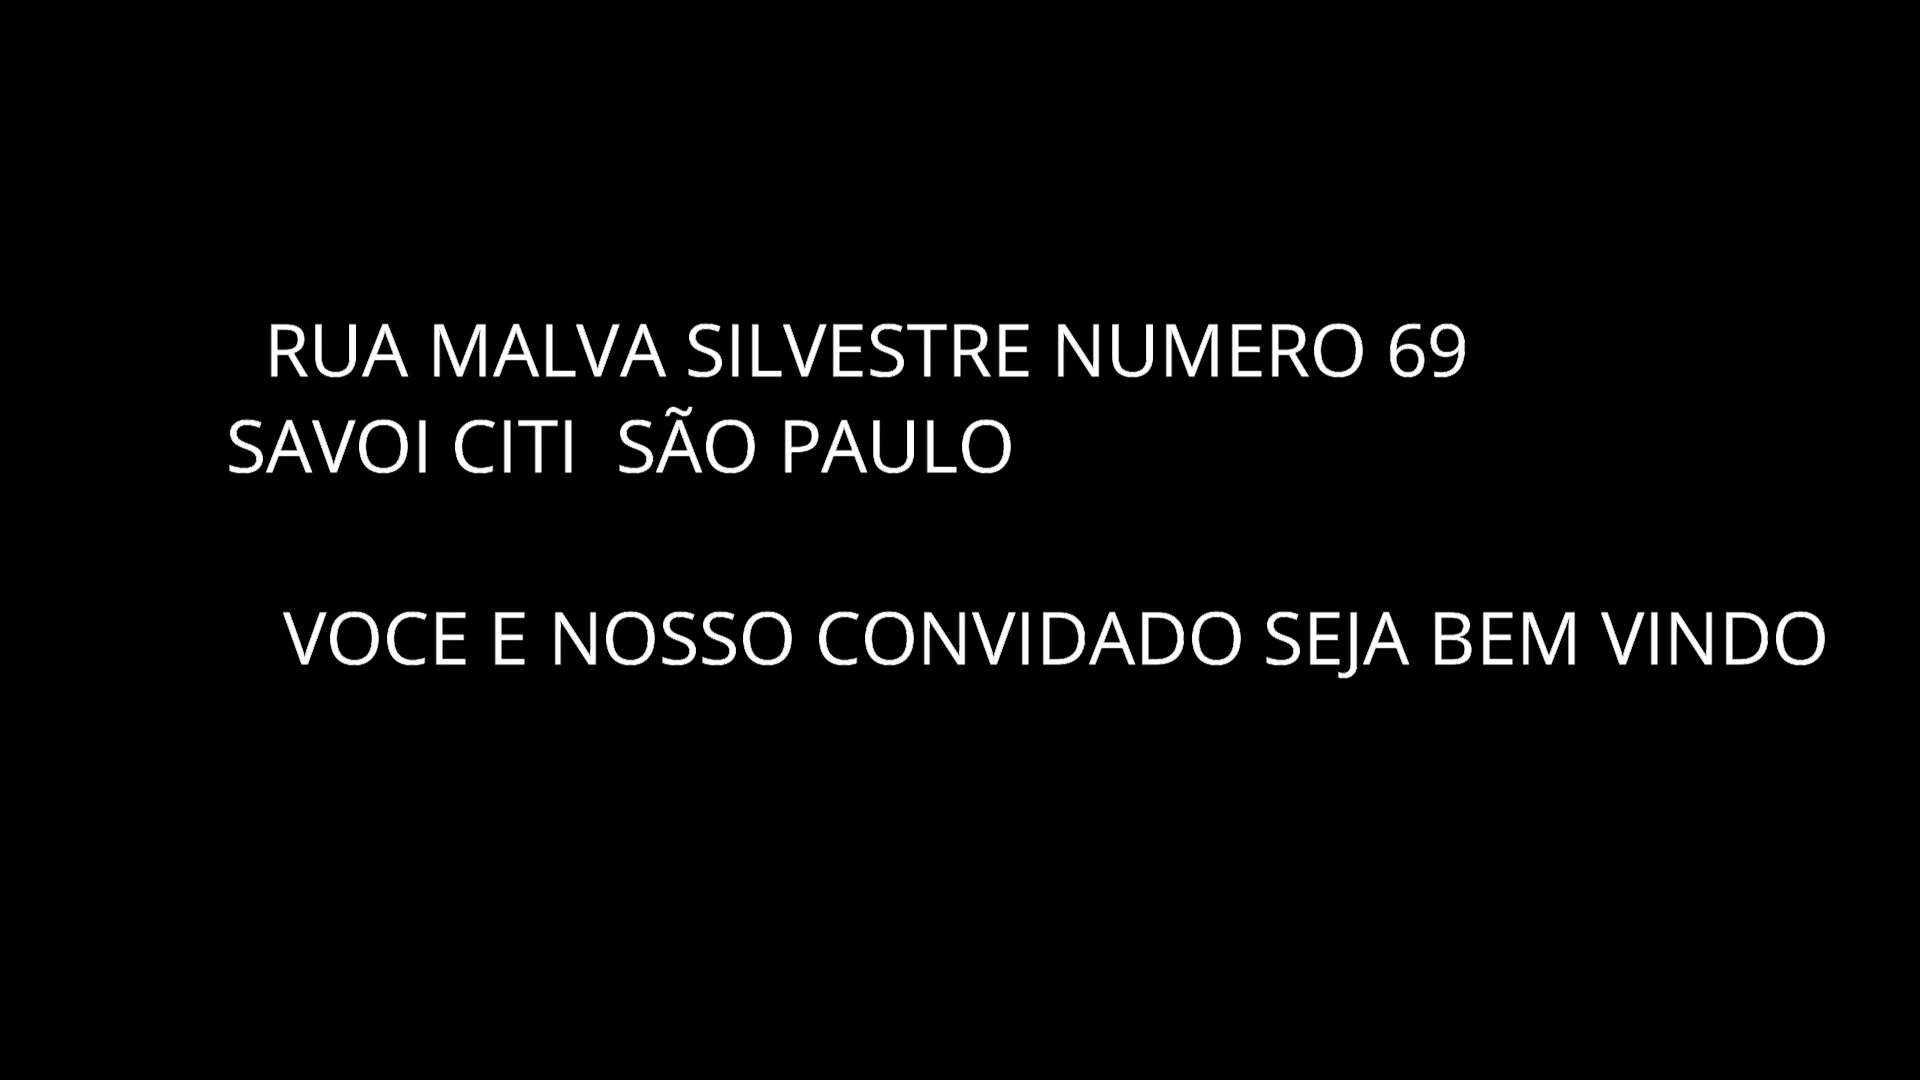 RUA MALVA SILVESTRE NUMERO 69
SAVOI CITI SÃO PAULO
VOCE E NOSSO CONVIDADO SEJA BEM VINDO